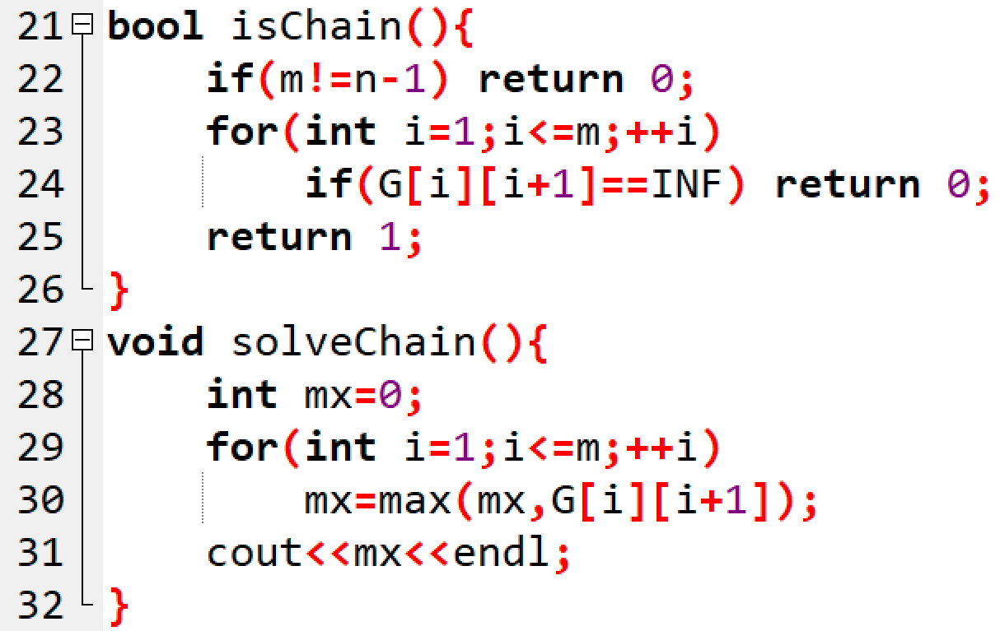 21 bool isChain(){
22     if(m!=n-1) return 0;
23     for(int i=1;i<=m;++i)
24         if(G[i][i+1]==INF) return 0;
25     return 1;
26 }
27 void solveChain(){
28     int mx=0;
29     for(int i=1;i<=m;++i)
30         mx=max(mx,G[i][i+1]);
31     cout<<mx<<endl;
32 }